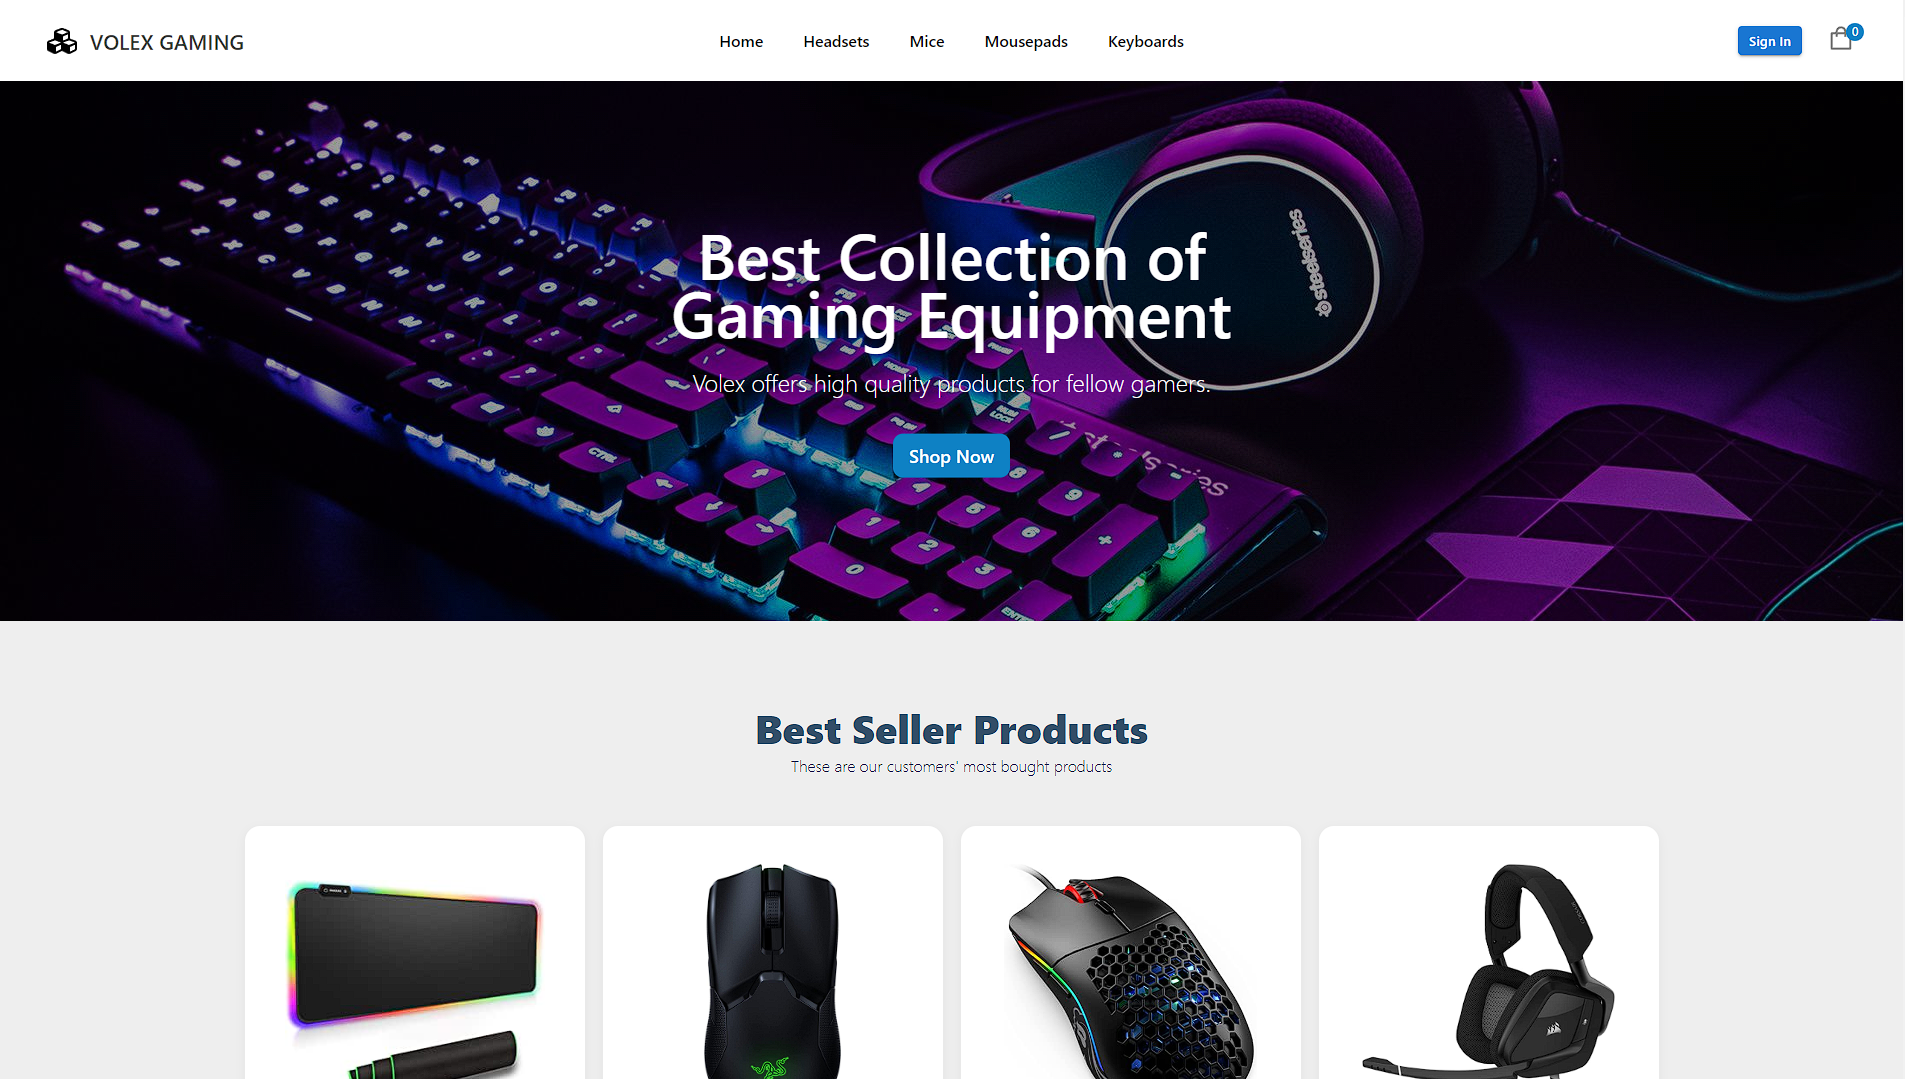 VOLEX GAMING
Home
Headsets
Mice
Mousepads
Keyboards
Sign In
0
Best Collection of
Gaming Equipment
Volex offers high quality products for fellow gamers.
Shop Now
steelseries
Best Seller Products
These are our customers' most bought products